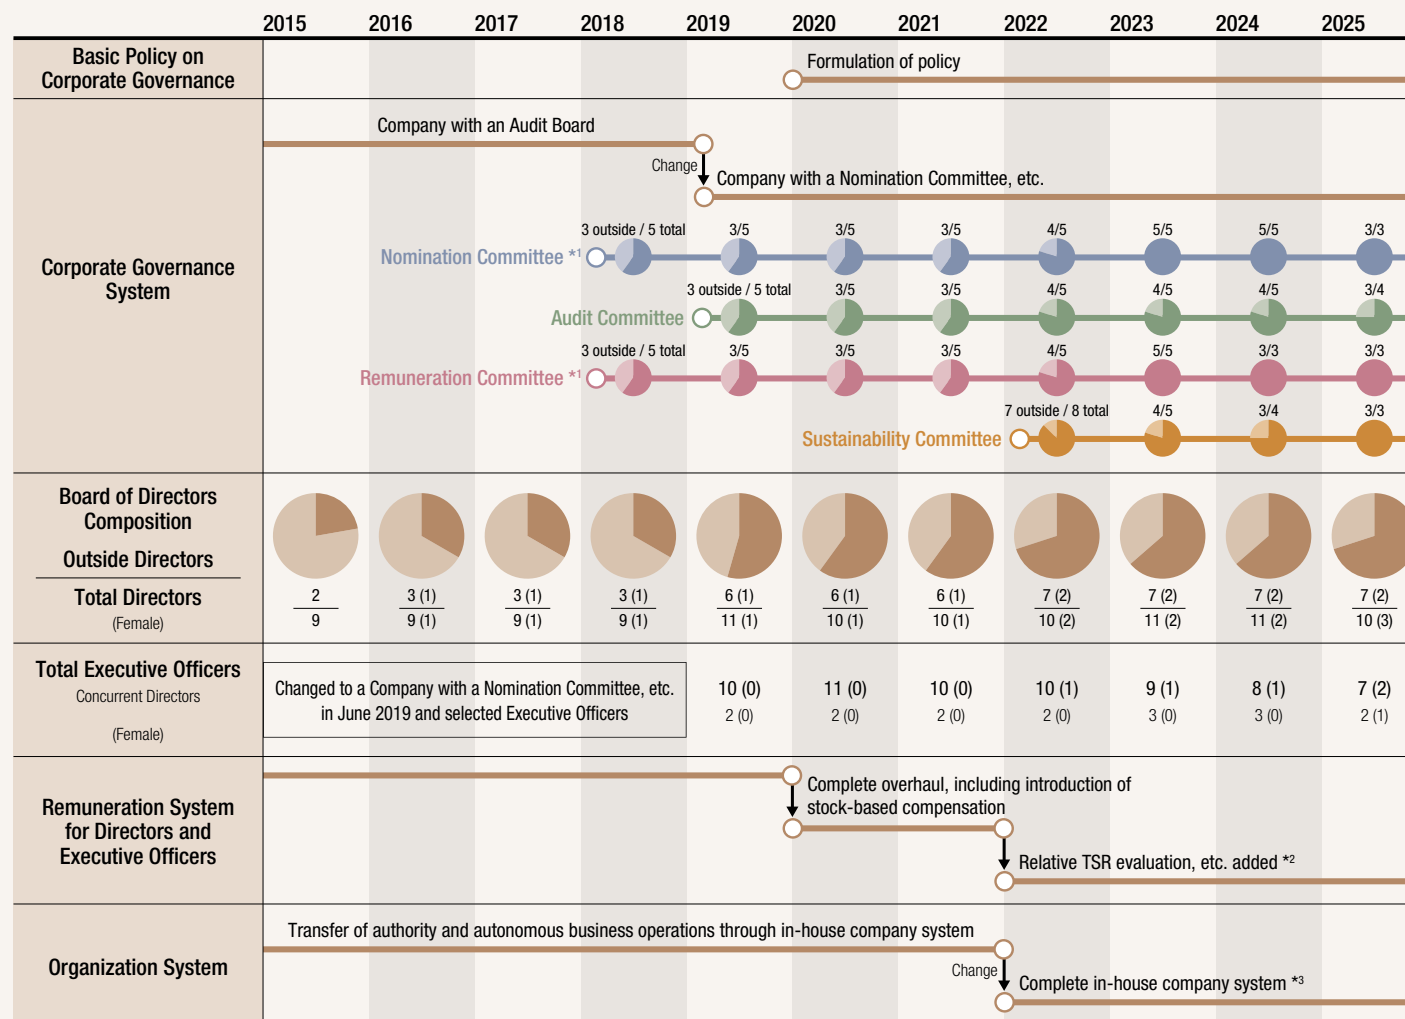 2015 2016 2017 2018 2019 2020 2021 2022 2023 2024 2025
Basic Policy on
Corporate Governance
Formulation of policy
Corporate Governance
System
Company with an Audit Board
Change
Company with a Nomination Committee, etc.
3 outside / 5 total 3/5 3/5 3/5 4/5 5/5 5/5 3/3
Nomination Committee *1
3 outside / 5 total 3/5 3/5 4/5 4/5 4/5 3/4
Audit Committee
3 outside / 5 total 3/5 3/5 3/5 4/5 5/5 3/3 3/3
Remuneration Committee *1
7 outside / 8 total 4/5 3/4 3/3
Sustainability Committee
Board of Directors
Composition
Outside Directors
Total Directors
(Female)
2 3 (1) 3 (1) 3 (1) 6 (1) 6 (1) 6 (1) 7 (2) 7 (2) 7 (2) 7 (2)
9 9 (1) 9 (1) 9 (1) 11 (1) 10 (1) 10 (1) 10 (2) 11 (2) 11 (2) 10 (3)
Total Executive Officers
Concurrent Directors
(Female)
Changed to a Company with a Nomination Committee, etc.
in June 2019 and selected Executive Officers
10 (0) 11 (0) 10 (0) 10 (1) 9 (1) 8 (1) 7 (2)
2 (0) 2 (0) 2 (0) 2 (0) 3 (0) 3 (0) 2 (1)
Remuneration System
for Directors and
Executive Officers
Complete overhaul, including introduction of
stock-based compensation
Relative TSR evaluation, etc. added *2
Organization System
Transfer of authority and autonomous business operations through in-house company system
Change
Complete in-house company system *3